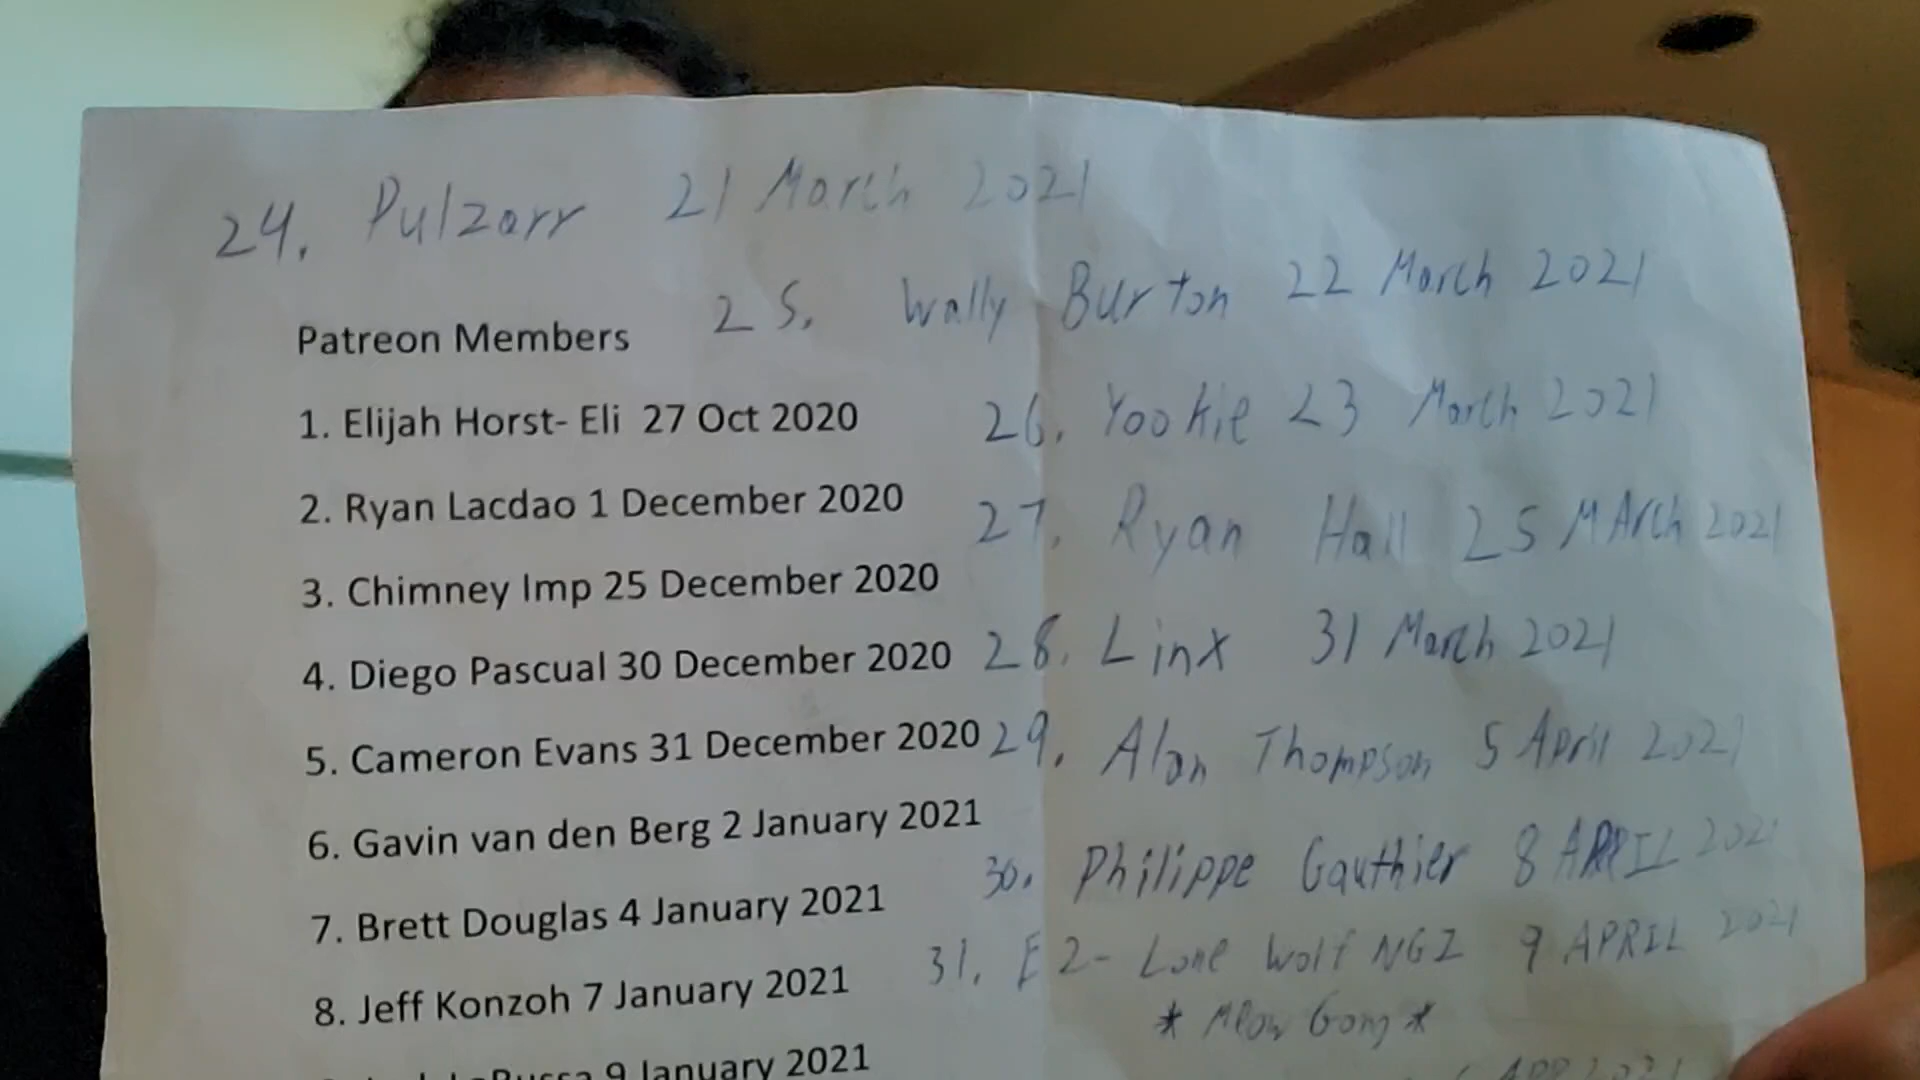 24. Pulzarr 21 March 2021
25. Wally Burton 22 March 2021
Patreon Members
1. Elijah Horst- Eli 27 Oct 2020
26. Yookie 23 March 2021
2. Ryan Lacdao 1 December 2020
27. Ryan Hall 25 MArch 2021
3. Chimney Imp 25 December 2020
28. Linx 31 March 2021
4. Diego Pascual 30 December 2020
29. Alan Thompson 5 April 2021
5. Cameron Evans 31 December 2020
30. Philippe Gauthier 8 APRIL 2021
6. Gavin van den Berg 2 January 2021
31. E2- Lone Wolf NGZ 9 APRIL 2021
7. Brett Douglas 4 January 2021
* Meow Gong *
8. Jeff Konzoh 7 January 2021
9 January 2021